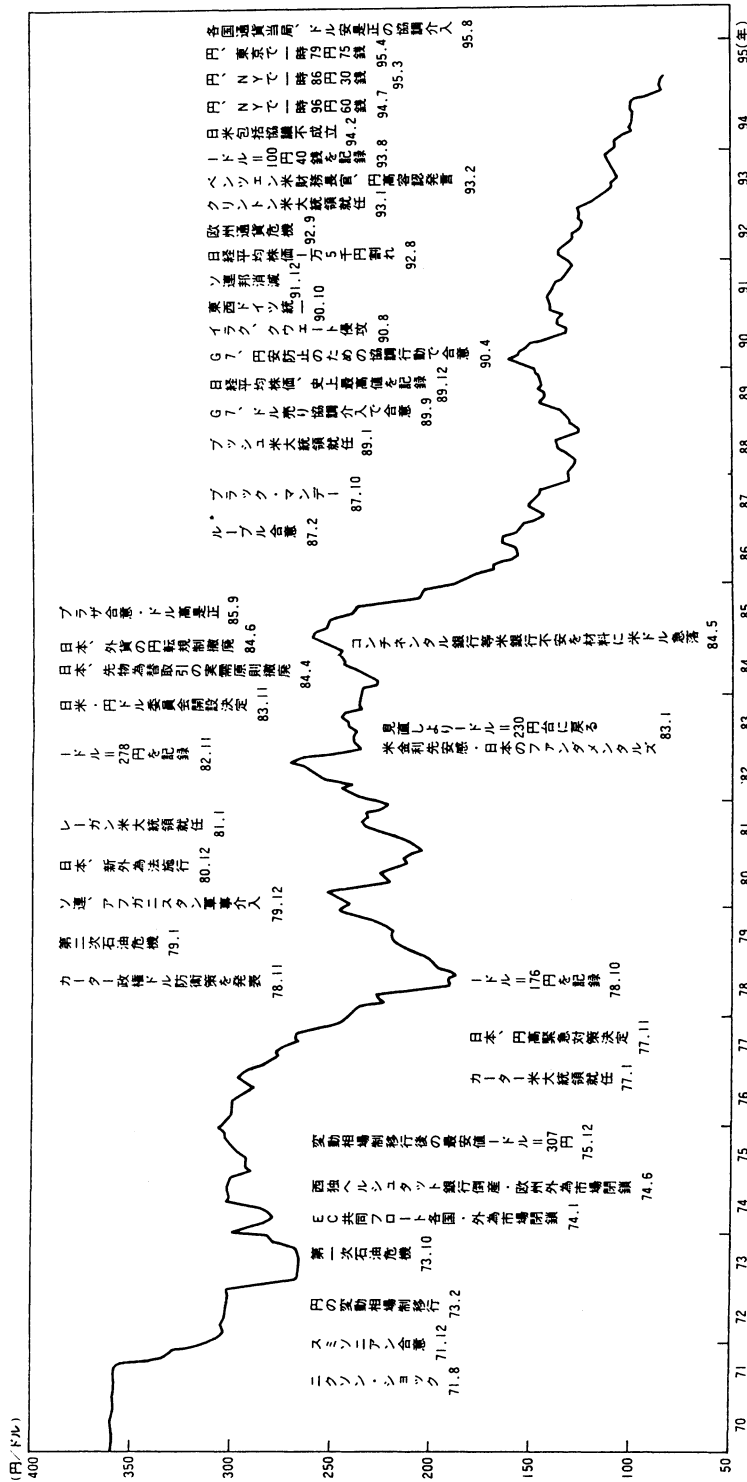 (円/ドル)
400
350
300
250
200
150
100
50
70
71
72
73
74
75
76
77
78
79
80
81
'82
83
84
85
86
87
88
89
90
91
92
93
94
95(年)
ニクソン・ショック
71.8
スミソニアン合意
71.12
円の変動相場制移行
73.2
第一次石油危機
73.10
EC共同フロート各国・外為市場閉鎖
74.1
西独ヘルシュタット銀行倒産・欧州外為市場閉鎖
74.6
変動相場制移行後の最安値1ドル=307円
75.12
カーター米大統領就任
77.1
日本、円高緊急対策決定
77.11
1ドル=176円を記録
78.10
カーター政権ドル防衛策を発表
78.11
第二次石油危機
79.1
ソ連、アフガニスタン軍事介入
79.12
日本、新外為法施行
80.12
レーガン米大統領就任
81.1
1ドル=278円を記録
82.11
米金利先安感・日本のファンダメンタルズ
見直しより1ドル=230円台に戻る
83.1
日米・円ドル委員会開設決定
83.11
日本、先物為替取引の実需原則撤廃
84.4
コンチネンタル銀行等米銀行不安を材料に米ドル急落
84.5
日本、外貨の円転規制撤廃
84.6
プラザ合意・ドル高是正
85.9
ルーブル合意
87.2
ブラック・マンデー
87.10
ブッシュ米大統領就任
89.1
G7、ドル売り協調介入で合意
89.9
日経平均株価、史上最高値を記録
89.12
G7、円安防止のための協調行動で合意
90.4
イラク、クウェート侵攻
90.8
東西ドイツ統一
90.10
ソ連邦消滅
91.12
日経平均株価1万5千円割れ
92.8
欧州通貨危機
92.9
クリントン米大統領就任
93.1
ベンツェン米財務長官、円高容認発言
93.2
1ドル=100円40銭を記録
93.8
日米包括協議不成立
94.2
円、NYで一時96円60銭
94.7
円、NYで一時86円30銭
95.3
円、東京で一時79円75銭
95.4
各国通貨当局、ドル安是正の協調介入
95.8